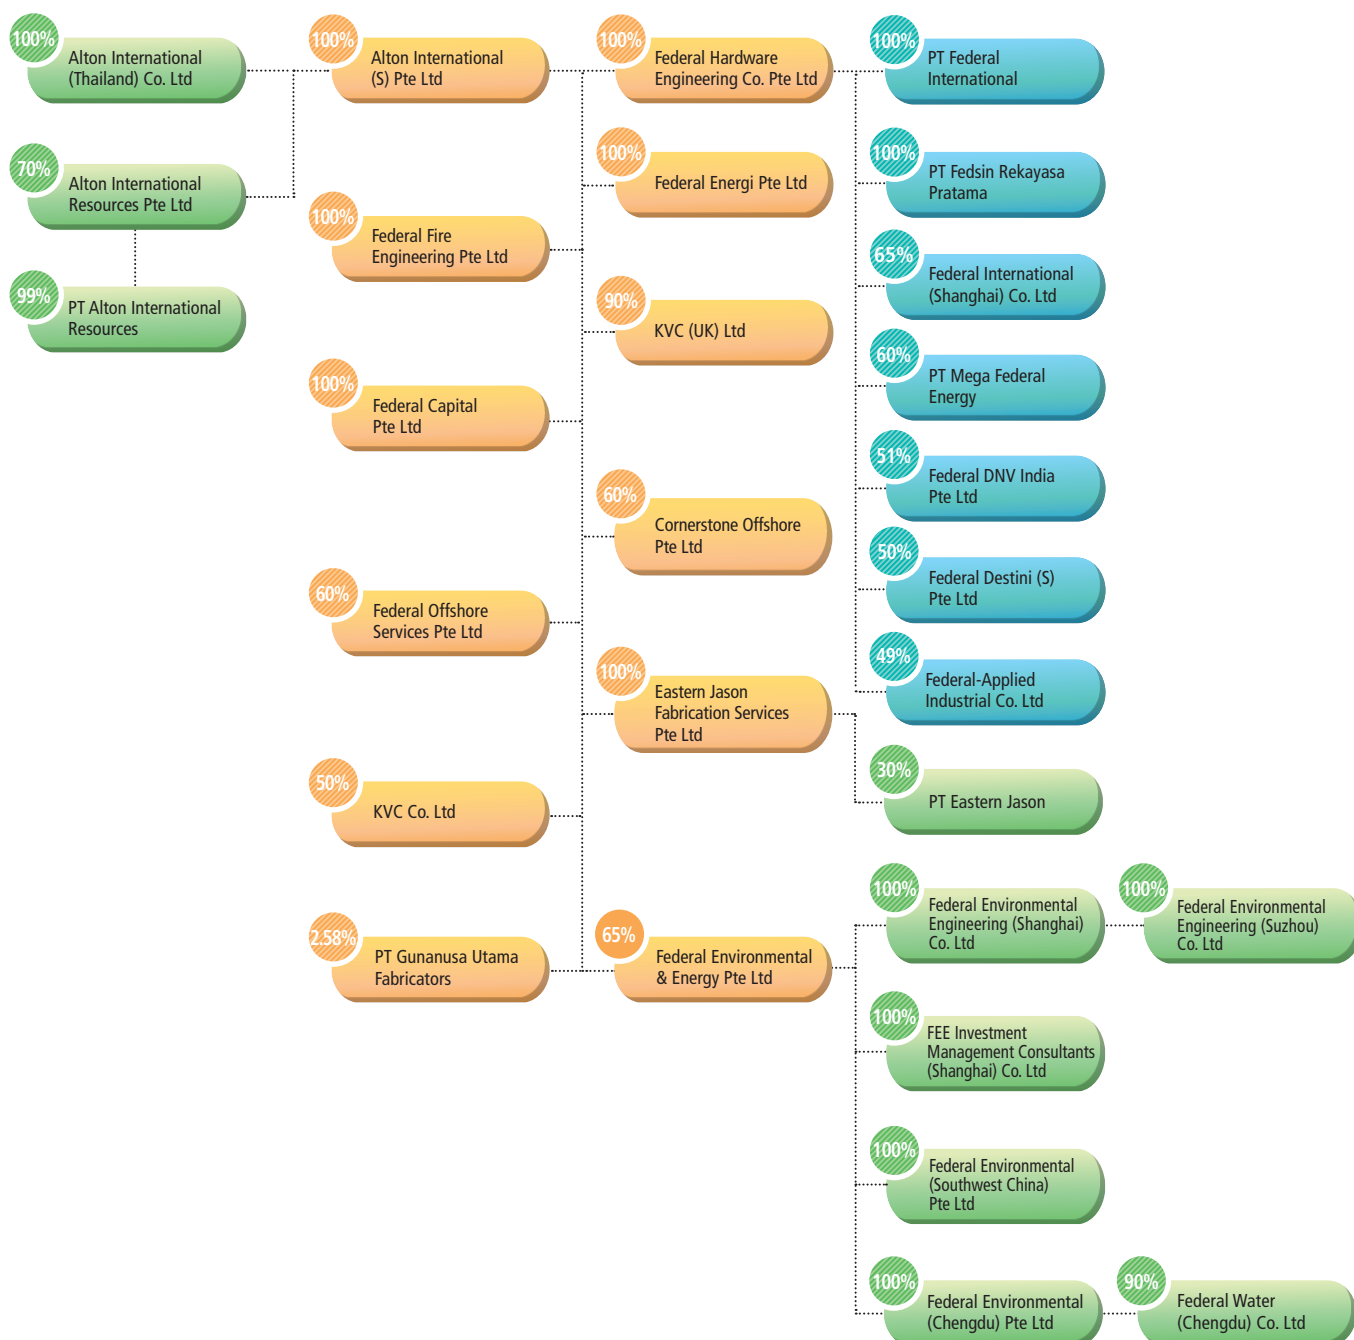 100%
Alton International
(Thailand) Co. Ltd
70%
Alton International
Resources Pte Ltd
99%
PT Alton International
Resources
100%
Alton International
(S) Pte Ltd
100%
Federal Fire
Engineering Pte Ltd
100%
Federal Capital
Pte Ltd
60%
Federal Offshore
Services Pte Ltd
50%
KVC Co. Ltd
2.58%
PT Gunanusa Utama
Fabricators
100%
Federal Hardware
Engineering Co. Pte Ltd
100%
Federal Energi Pte Ltd
90%
KVC (UK) Ltd
60%
Cornerstone Offshore
Pte Ltd
100%
Eastern Jason
Fabrication Services
Pte Ltd
65%
Federal Environmental
& Energy Pte Ltd
100%
PT Federal
International
100%
PT Fedsin Rekayasa
Pratama
65%
Federal International
(Shanghai) Co. Ltd
60%
PT Mega Federal
Energy
51%
Federal DNV India
Pte Ltd
50%
Federal Destini (S)
Pte Ltd
49%
Federal-Applied
Industrial Co. Ltd
30%
PT Eastern Jason
100%
Federal Environmental
Engineering (Shanghai)
Co. Ltd
100%
Federal Environmental
Engineering (Suzhou)
Co. Ltd
100%
FEE Investment
Management Consultants
(Shanghai) Co. Ltd
100%
Federal Environmental
(Southwest China)
Pte Ltd
100%
Federal Environmental
(Chengdu) Pte Ltd
90%
Federal Water
(Chengdu) Co. Ltd